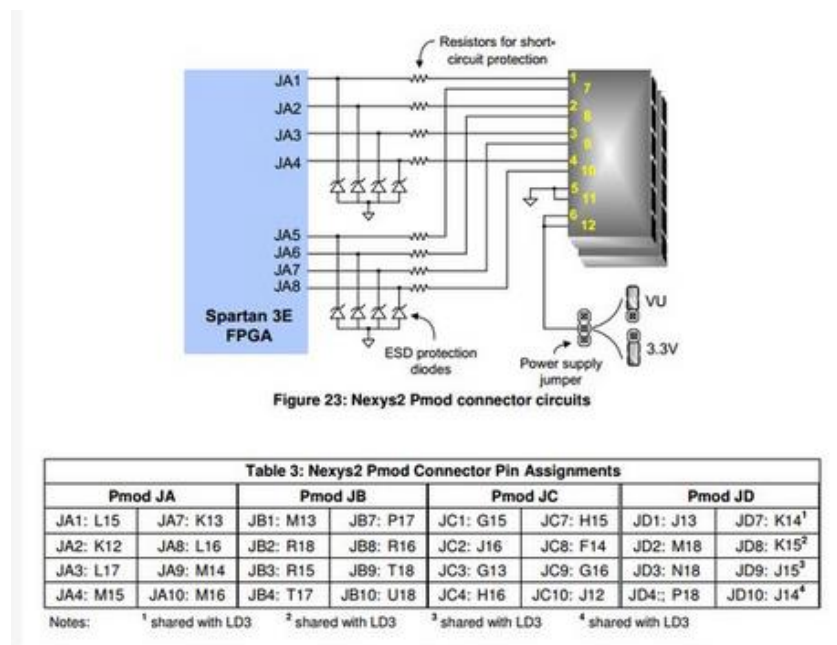 Resistors for short-
circuit protection
JA1
JA2
JA3
JA4
JA5
JA6
JA7
JA8
Spartan 3E
FPGA
1
7
2
8
3
9
4
10
5
11
6
12
ESD protection
diodes
Power supply
jumper
VU
3.3V
Figure 23: Nexys2 Pmod connector circuits
Table 3: Nexys2 Pmod Connector Pin Assignments
Pmod JA Pmod JB Pmod JC Pmod JD
JA1: L15 JA7: K13 JB1: M13 JB7: P17 JC1: G15 JC7: H15 JD1: J13 JD7: K14¹
JA2: K12 JA8: L16 JB2: R18 JB8: R16 JC2: J16 JC8: F14 JD2: M18 JD8: K15²
JA3: L17 JA9: M14 JB3: R15 JB9: T18 JC3: G13 JC9: G16 JD3: N18 JD9: J15³
JA4: M15 JA10: M16 JB4: T17 JB10: U18 JC4: H16 JC10: J12 JD4:; P18 JD10: J14⁴
Notes: ¹ shared with LD3 ² shared with LD3 ³ shared with LD3 ⁴ shared with LD3